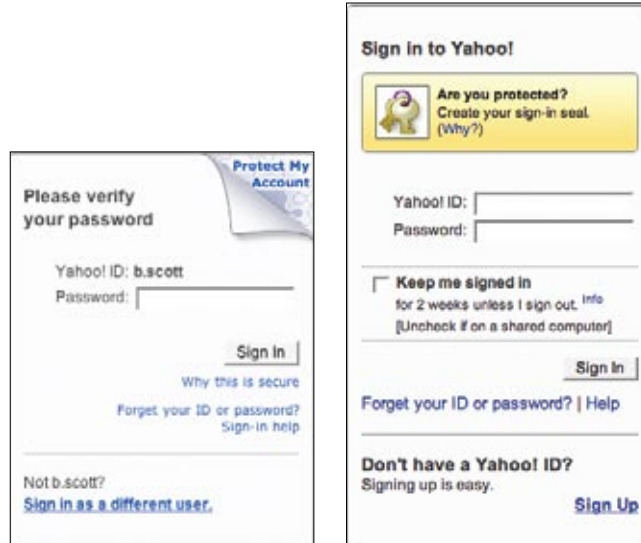 Protect My
Account
Please verify
your password
Yahoo! ID: b.scott
Password:
Sign In
Why this is secure
Forget your ID or password?
Sign-in help
Not b.scott?
Sign in as a different user.
Sign in to Yahoo!
Are you protected?
Create your sign-in seal.
(Why?)
Yahoo! ID:
Password:
Keep me signed in
for 2 weeks unless I sign out. Info
[Uncheck if on a shared computer]
Sign In
Forget your ID or password? | Help
Don't have a Yahoo! ID?
Signing up is easy.
Sign Up